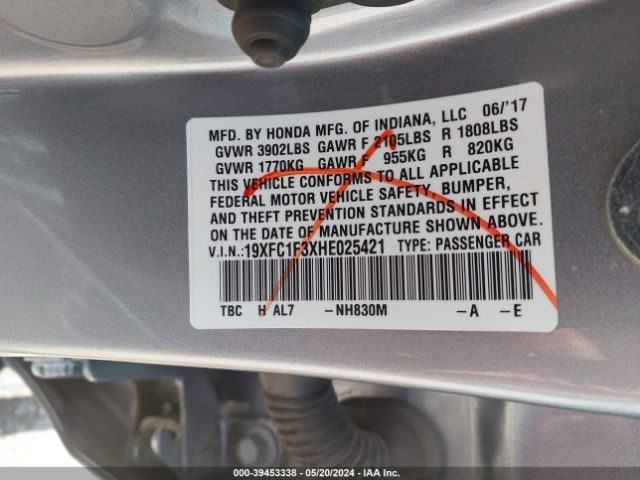 MFD. BY HONDA MFG. OF INDIANA, LLC 06/'17
GVWR 3902LBS GAWR F 2105LBS R 1808LBS
GVWR 1770KG GAWR F 955KG R 820KG
THIS VEHICLE CONFORMS TO ALL APPLICABLE
FEDERAL MOTOR VEHICLE SAFETY, BUMPER,
AND THEFT PREVENTION STANDARDS IN EFFECT
ON THE DATE OF MANUFACTURE SHOWN ABOVE.
V.I.N.:19XFC1F3XHE025421 TYPE: PASSENGER CAR
TBC H AL7 -NH830M -A -E
000-39453338 - 05/20/2024 - IAA Inc.